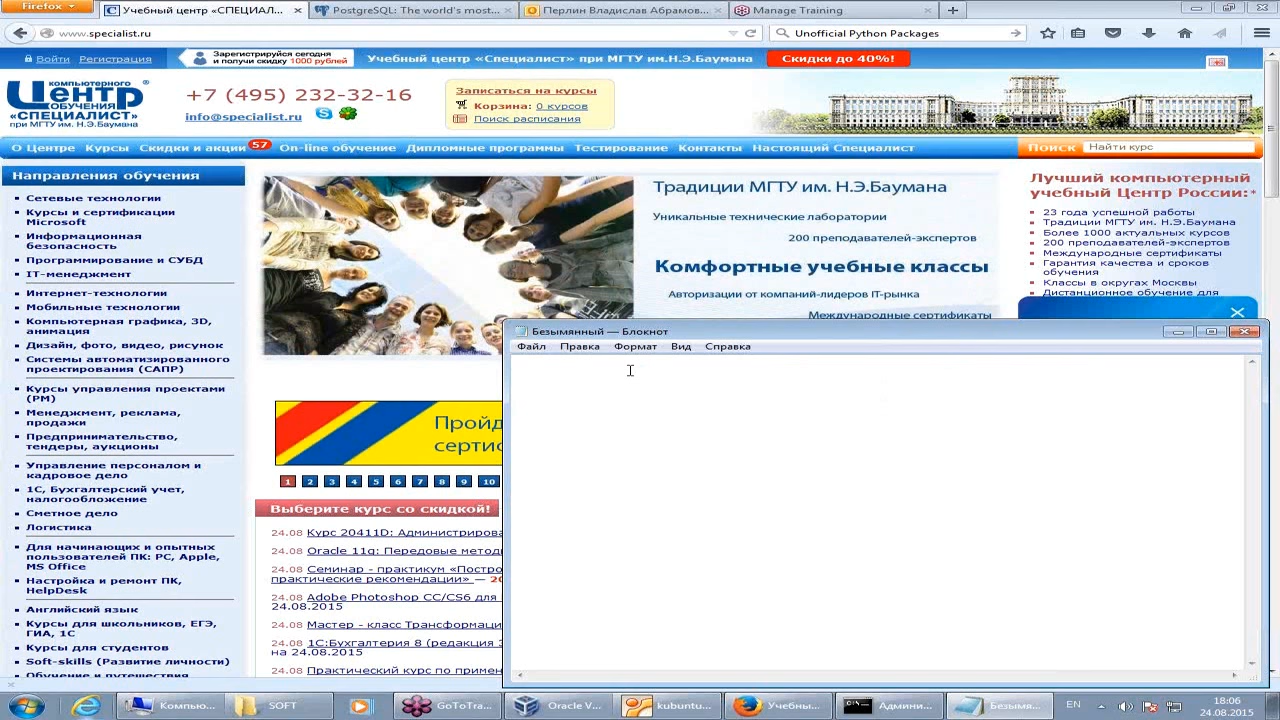 Firefox
Учебный центр «СПЕЦИАЛ...
PostgreSQL: The world's most...
Перлин Владислав Абрамов...
Manage Training
www.specialist.ru
Unofficial Python Packages
Войти Регистрация
Зарегистрируйся сегодня
и получи скидку 1000 рублей
Учебный центр «Специалист» при МГТУ им.Н.Э.Баумана
Скидки до 40%!
Центр
компьютерного
ОБУЧЕНИЯ
«СПЕЦИАЛИСТ»
при МГТУ им. Н.Э.Баумана
+7 (495) 232-32-16
info@specialist.ru
Записаться на курсы
Корзина: 0 курсов
Поиск расписания
О Центре Курсы Скидки и акции 57 On-line обучение Дипломные программы Тестирование Контакты Настоящий Специалист
Поиск Найти курс
Направления обучения
Сетевые технологии
Курсы и сертификации
Microsoft
Информационная
безопасность
Программирование и СУБД
IT-менеджмент
Интернет-технологии
Мобильные технологии
Компьютерная графика, 3D,
анимация
Дизайн, фото, видео, рисунок
Системы автоматизированного
проектирования (САПР)
Курсы управления проектами
(PM)
Менеджмент, реклама,
продажи
Предпринимательство,
тендеры, аукционы
Управление персоналом и
кадровое дело
1С, Бухгалтерский учет,
налогообложение
Сметное дело
Логистика
Для начинающих и опытных
пользователей ПК: PC, Apple,
MS Office
Настройка и ремонт ПК,
HelpDesk
Английский язык
Курсы для школьников, ЕГЭ,
ГИА, 1С
Курсы для студентов
Soft-skills (Развитие личности)
Обучение и путешествия
Традиции МГТУ им. Н.Э.Баумана
Уникальные технические лаборатории
200 преподавателей-экспертов
Комфортные учебные классы
Авторизации от компаний-лидеров IT-рынка
Международные сертификаты
Лучший компьютерный
учебный Центр России:*
23 года успешной работы
Традиции МГТУ им. Н.Э.Баумана
Более 1000 актуальных курсов
200 преподавателей-экспертов
Международные сертификаты
Гарантия качества и сроков
обучения
Классы в округах Москвы
Дистанционное обучение для
Пройд
сертис
1 2 3 4 5 6 7 8 9 10
Выберите курс со скидкой!
24.08 Курс 20411D: Администрирова
24.08 Oracle 11g: Передовые метод
24.08 Семинар - практикум «Постро
практические рекомендации» — 20
24.08 Adobe Photoshop CC/CS6 для
24.08.2015
24.08 Мастер - класс Трансформаци
24.08 1С:Бухгалтерия 8 (редакция 3
на 24.08.2015
24.08 Практический курс по примен
Безымянный — Блокнот
Файл Правка Формат Вид Справка
Компью...
SOFT
GoToTra...
Oracle V...
kubuntu...
Учебны...
Админи...
Безымя...
EN
18:06
24.08.2015